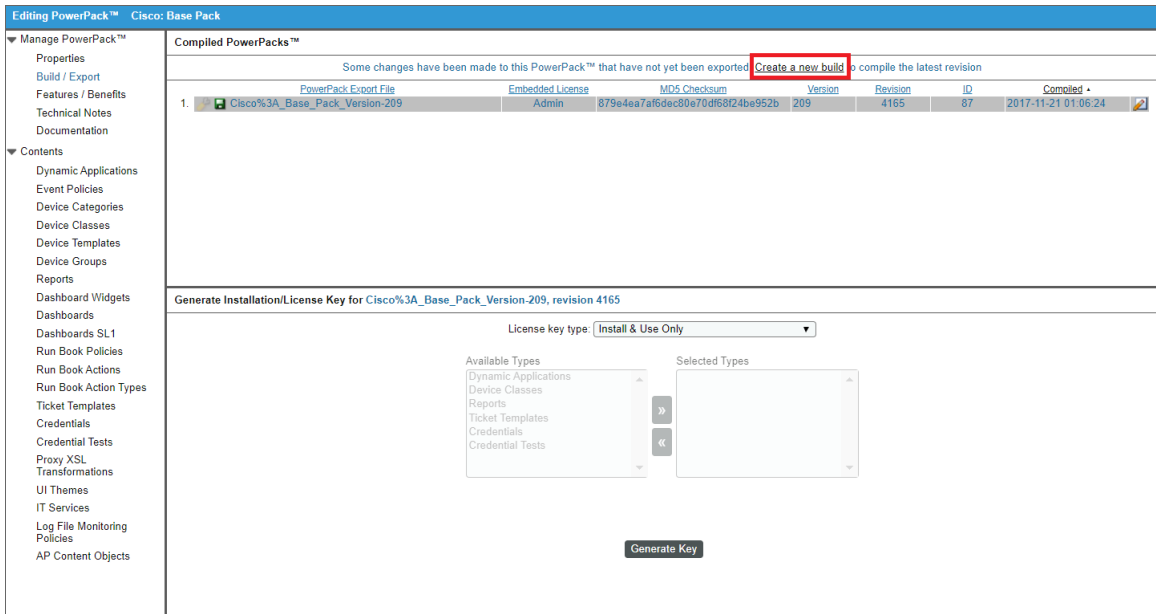 Editing PowerPack™ Cisco: Base Pack
Manage PowerPack™
Properties
Build / Export
Features / Benefits
Technical Notes
Documentation
Contents
Dynamic Applications
Event Policies
Device Categories
Device Classes
Device Templates
Device Groups
Reports
Dashboard Widgets
Dashboards
Dashboards SL1
Run Book Policies
Run Book Actions
Run Book Action Types
Ticket Templates
Credentials
Credential Tests
Proxy XSL
Transformations
UI Themes
IT Services
Log File Monitoring
Policies
AP Content Objects
Compiled PowerPacks™
Some changes have been made to this PowerPack™ that have not yet been exported Create a new build o compile the latest revision
PowerPack Export File Embedded License MD5 Checksum Version Revision ID Compiled
1. Cisco%3A_Base_Pack_Version-209 Admin 879e4ea7af6dec80e70df68f24be952b 209 4165 87 2017-11-21 01:06:24
Generate Installation/License Key for Cisco%3A_Base_Pack_Version-209, revision 4165
License key type: Install & Use Only
Available Types Selected Types
Dynamic Applications
Device Classes
Reports
Ticket Templates
Credentials
Credential Tests
»
«
Generate Key